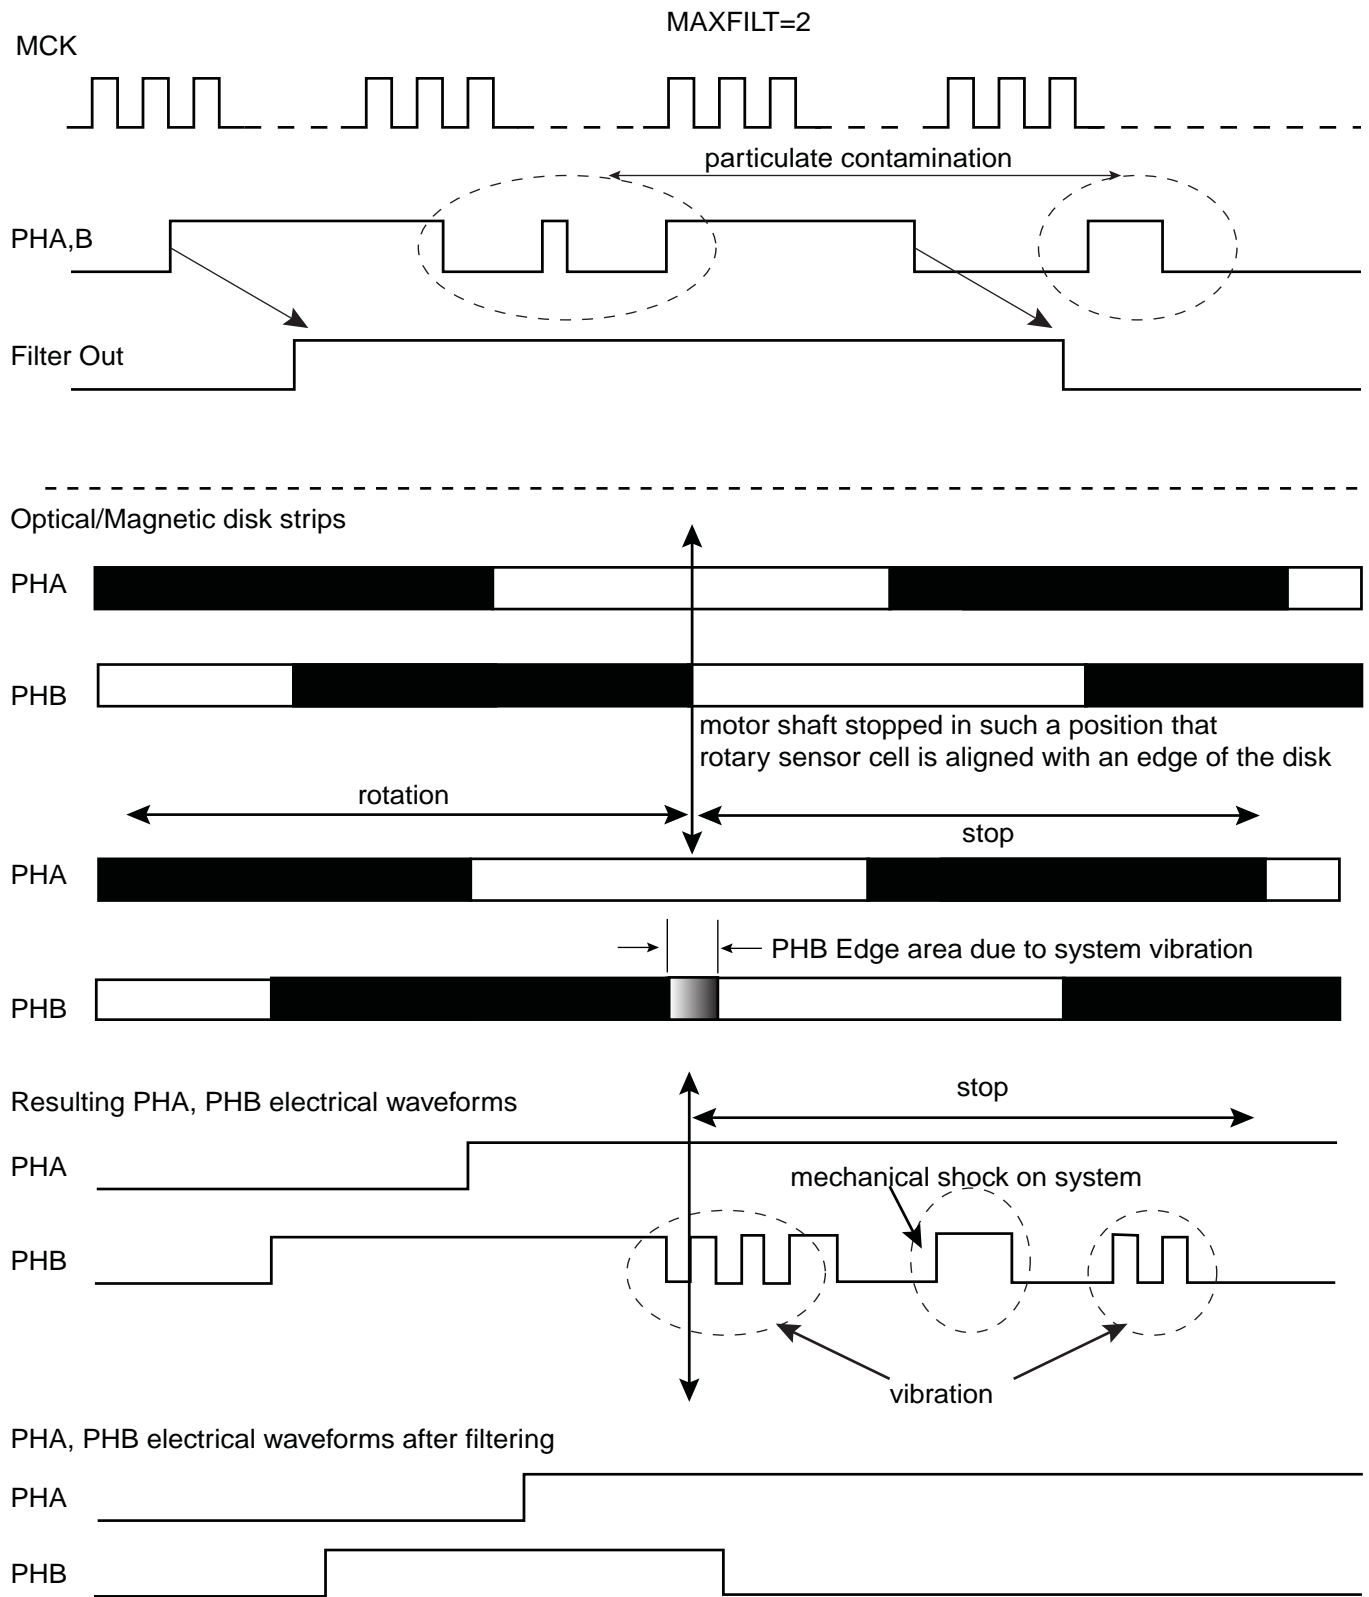 MAXFILT=2
MCK
particulate contamination
PHA,B
Filter Out
Optical/Magnetic disk strips
PHA
PHB
motor shaft stopped in such a position that
rotary sensor cell is aligned with an edge of the disk
rotation
stop
PHA
PHB Edge area due to system vibration
PHB
Resulting PHA, PHB electrical waveforms
stop
PHA
mechanical shock on system
PHB
vibration
PHA, PHB electrical waveforms after filtering
PHA
PHB